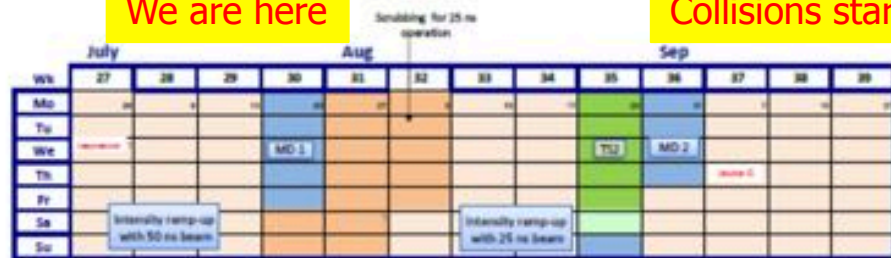 We are here
Collisions star
Scrubbing for 25 ns
operation
July Aug Sep
Wk 27 28 29 30 31 32 33 34 35 36 37 38 39
Mo
Tu
We MD 1 TS2 MD 2
Th
Fr
Sa
Su
Intensity ramp-up
with 50 ns beam
Intensity ramp-up
with 25 ns beam